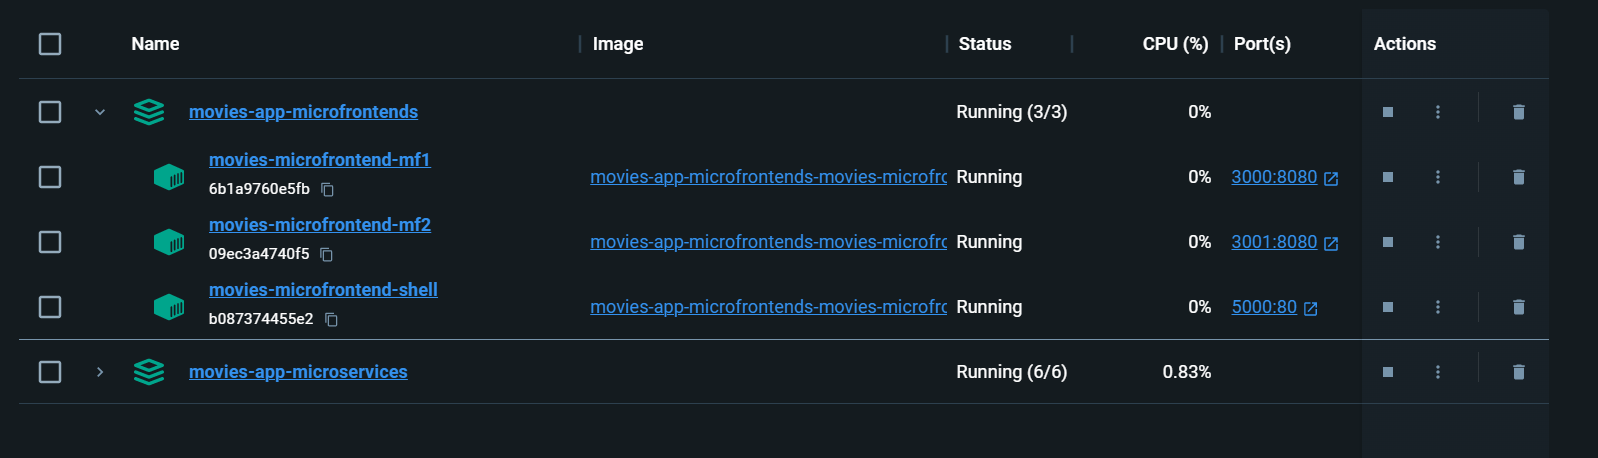 Name Image Status CPU (%) Port(s) Actions
movies-app-microfrontends Running (3/3) 0%
movies-microfrontend-mf1
6b1a9760e5fb
movies-app-microfrontends-movies-microfrc Running 0% 3000:8080
movies-microfrontend-mf2
09ec3a4740f5
movies-app-microfrontends-movies-microfrc Running 0% 3001:8080
movies-microfrontend-shell
b087374455e2
movies-app-microfrontends-movies-microfrc Running 0% 5000:80
movies-app-microservices Running (6/6) 0.83%